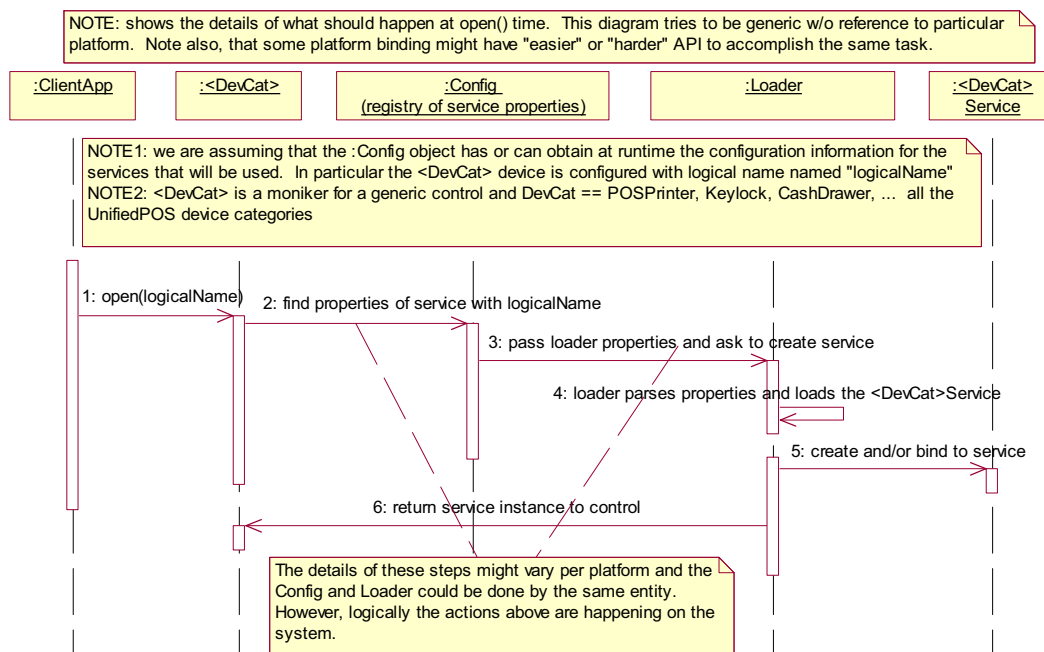 NOTE: shows the details of what should happen at open() time.  This diagram tries to be generic w/o reference to particular
platform.  Note also, that some platform binding might have "easier" or "harder" API to accomplish the same task.
:ClientApp
:<DevCat>
:Config
(registry of service properties)
:Loader
:<DevCat>
Service
NOTE1: we are assuming that the :Config object has or can obtain at runtime the configuration information for the
services that will be used.  In particular the <DevCat> device is configured with logical name named "logicalName"
NOTE2: <DevCat> is a moniker for a generic control and DevCat == POSPrinter, Keylock, CashDrawer, ...  all the
UnifiedPOS device categories
1: open(logicalName)
2: find properties of service with logicalName
3: pass loader properties and ask to create service
4: loader parses properties and loads the <DevCat>Service
5: create and/or bind to service
6: return service instance to control
The details of these steps might vary per platform and the
Config and Loader could be done by the same entity.
However, logically the actions above are happening on the
system.